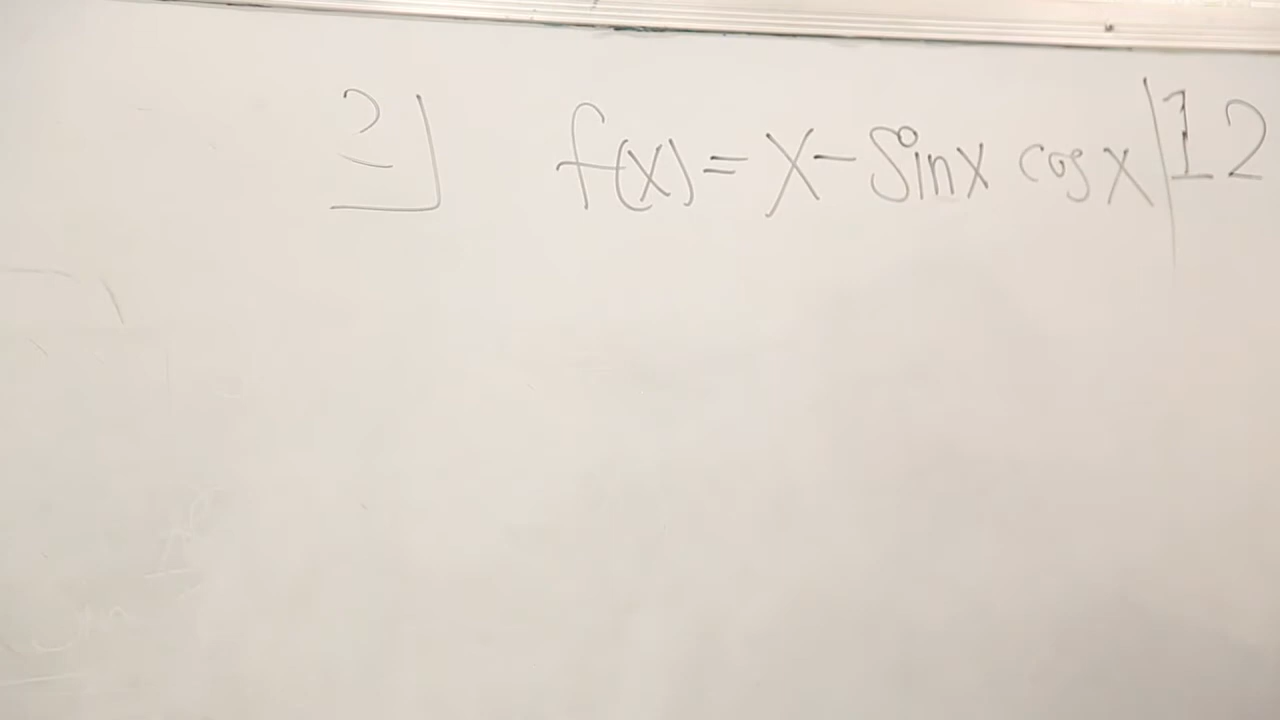 2] f(x) = x - sinx cosx | 12